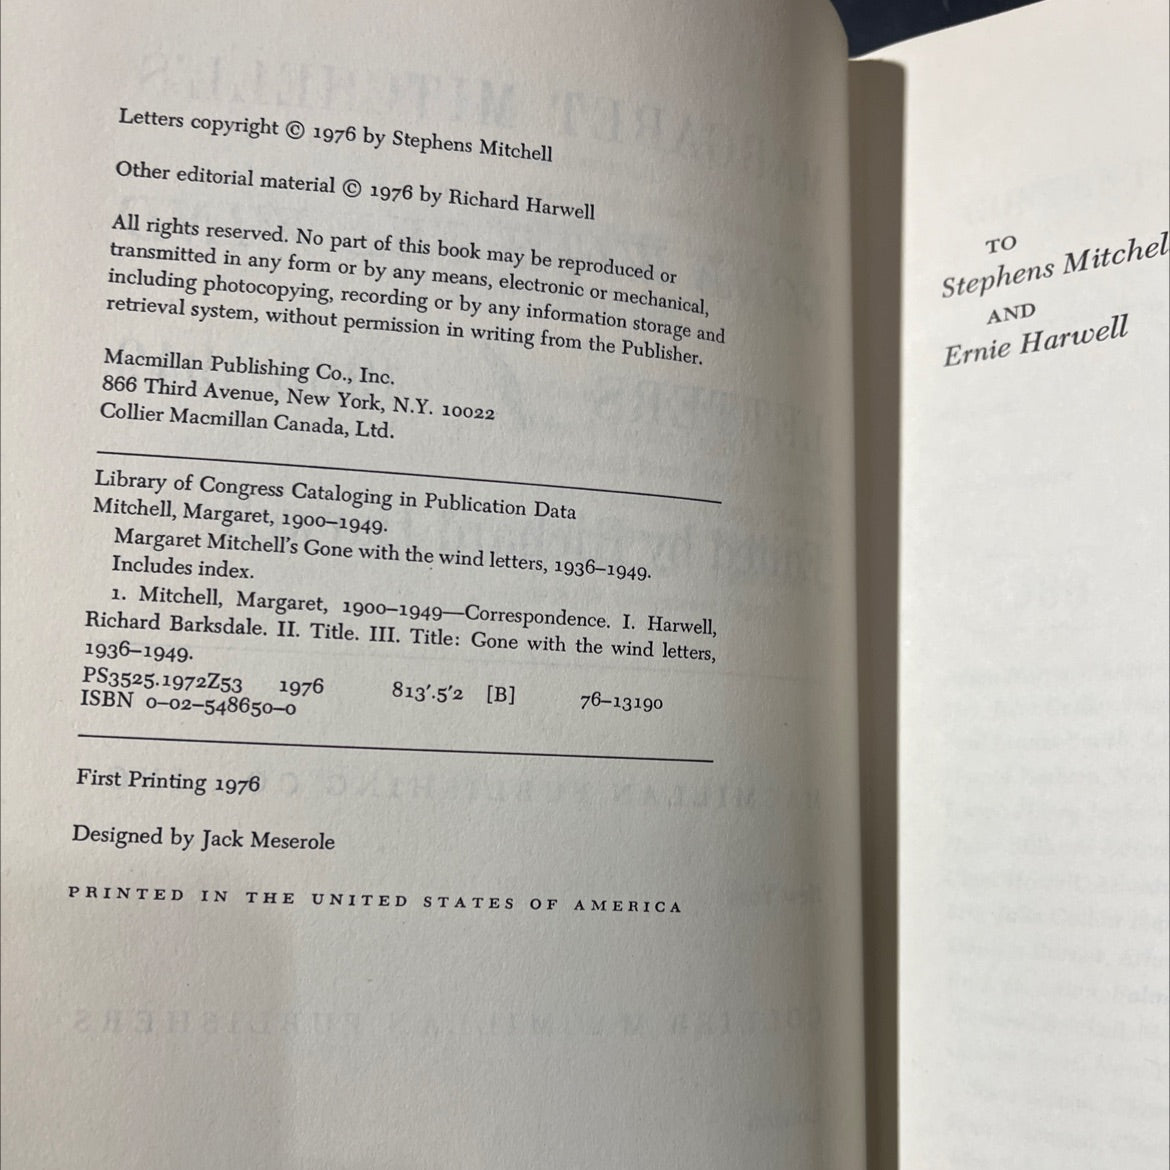 Letters copyright © 1976 by Stephens Mitchell
Other editorial material © 1976 by Richard Harwell
All rights reserved. No part of this book may be reproduced or
transmitted in any form or by any means, electronic or mechanical,
including photocopying, recording or by any information storage and
retrieval system, without permission in writing from the Publisher.
Macmillan Publishing Co., Inc.
866 Third Avenue, New York, N.Y. 10022
Collier Macmillan Canada, Ltd.
Library of Congress Cataloging in Publication Data
Mitchell, Margaret, 1900–1949.
Margaret Mitchell's Gone with the wind letters, 1936–1949.
Includes index.
1. Mitchell, Margaret, 1900–1949—Correspondence. I. Harwell,
Richard Barksdale. II. Title. III. Title: Gone with the wind letters,
1936–1949.
PS3525.1972Z53 1976 813'.5'2 [B] 76–13190
ISBN 0–02–548650–0
First Printing 1976
Designed by Jack Meserole
PRINTED IN THE UNITED STATES OF AMERICA
TO
Stephens Mitchel
AND
Ernie Harwell